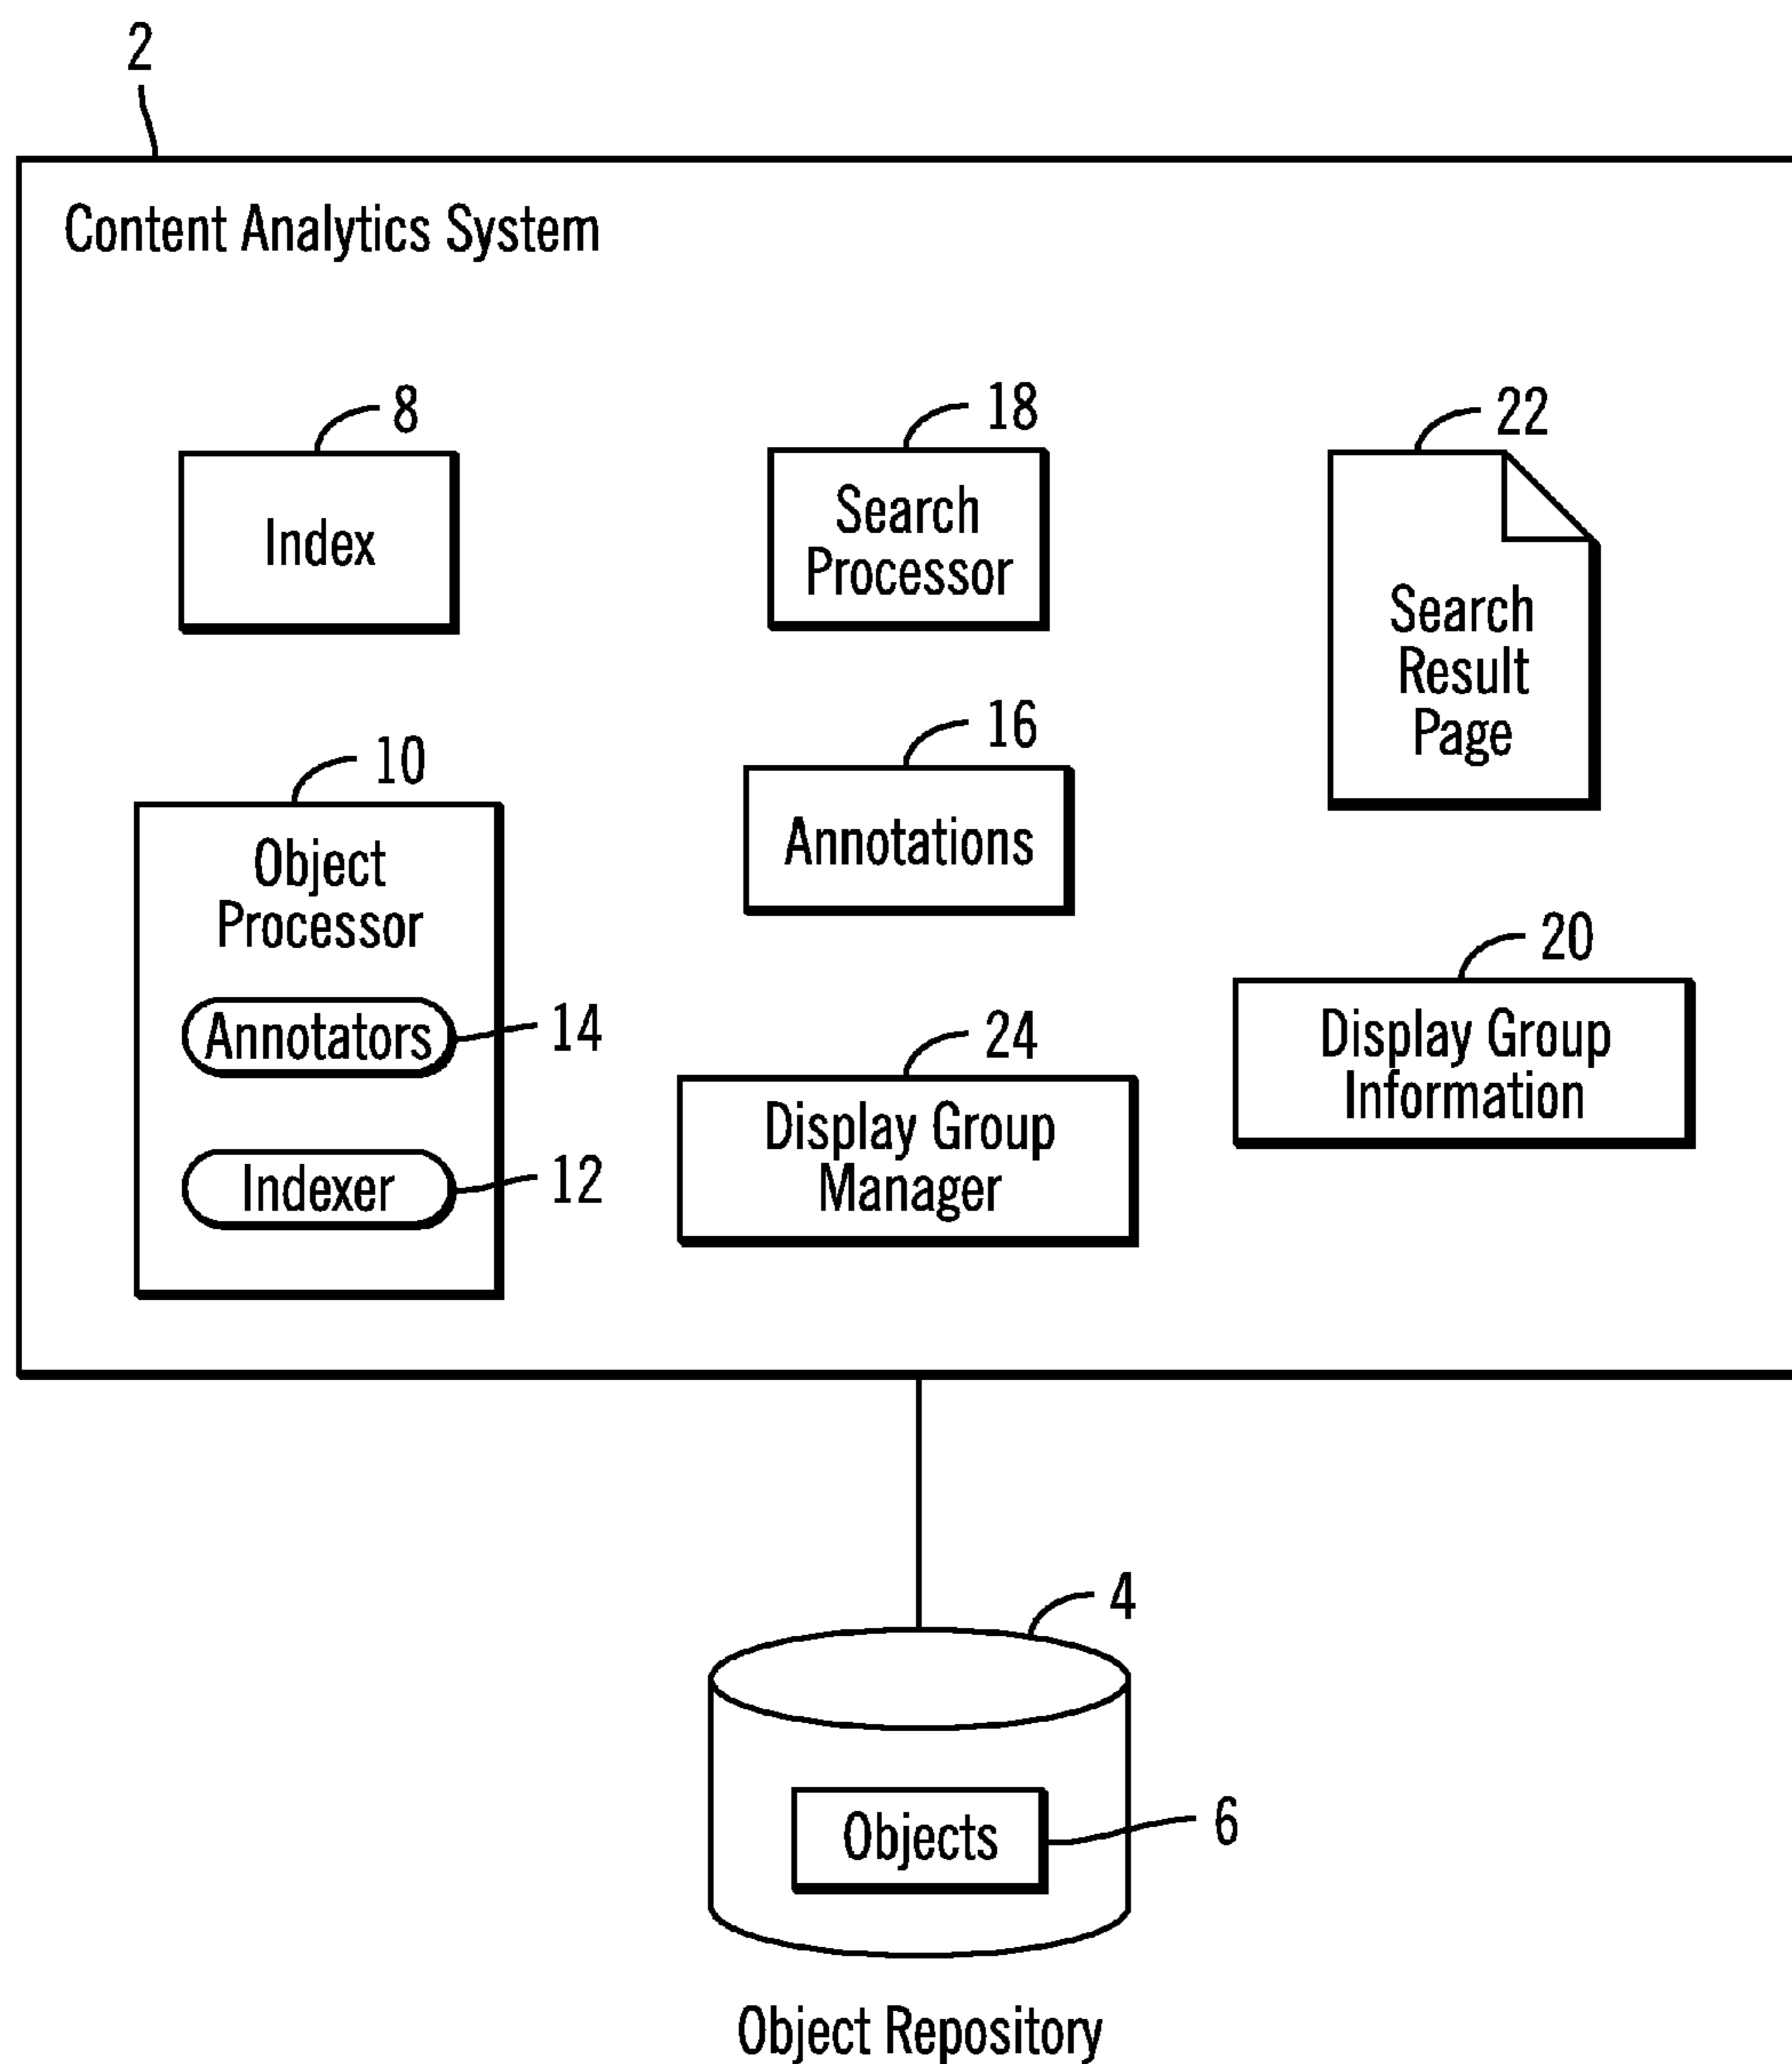 2
Content Analytics System
8
Index
18
Search
Processor
22
Search
Result
Page
16
Annotations
10
Object
Processor
Annotators
14
Indexer
12
24
Display Group
Manager
20
Display Group
Information
4
Objects
6
Object Repository